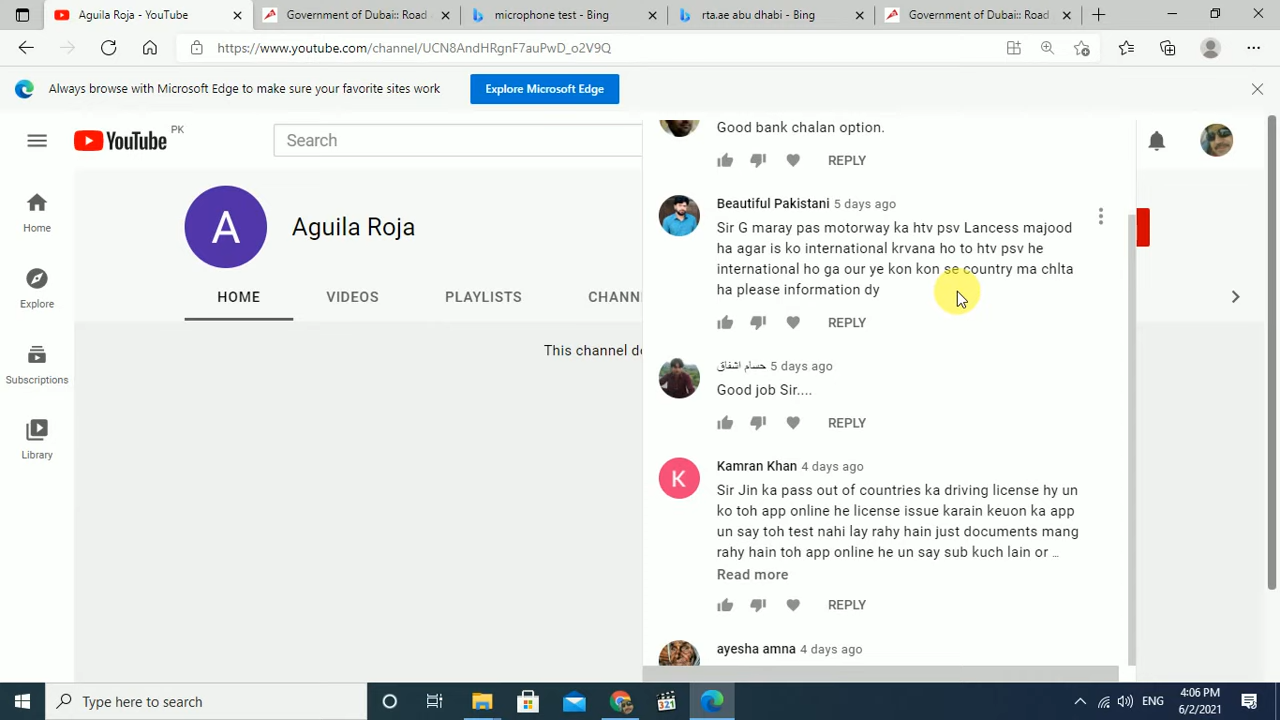 Aguila Roja - YouTube
Government of Dubai:: Road
microphone test - Bing
rta.ae abu dhabi - Bing
Government of Dubai:: Road
https://www.youtube.com/channel/UCN8AndHRgnF7auPwD_o2V9Q
Always browse with Microsoft Edge to make sure your favorite sites work
Explore Microsoft Edge
YouTube PK
Search
Good bank chalan option.
REPLY
Home
Explore
Subscriptions
Library
A
Aguila Roja
HOME
VIDEOS
PLAYLISTS
CHANN
This channel do
Beautiful Pakistani 5 days ago
Sir G maray pas motorway ka htv psv Lancess majood
ha agar is ko international krvana ho to htv psv he
international ho ga our ye kon kon se country ma chlta
ha please information dy
REPLY
حسام اشفاق 5 days ago
Good job Sir....
REPLY
K
Kamran Khan 4 days ago
Sir Jin ka pass out of countries ka driving license hy un
ko toh app online he license issue karain keuon ka app
un say toh test nahi lay rahy hain just documents mang
rahy hain toh app online he un say sub kuch lain or ...
Read more
REPLY
ayesha amna 4 days ago
Type here to search
321
ENG
4:06 PM
6/2/2021